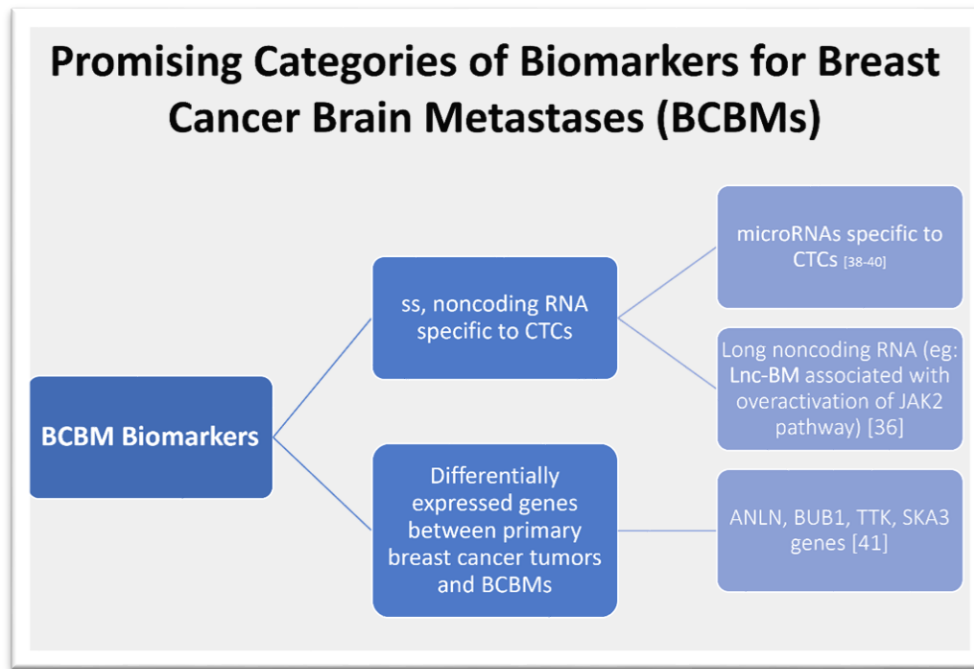 Promising Categories of Biomarkers for Breast
Cancer Brain Metastases (BCBMs)
BCBM Biomarkers
ss, noncoding RNA
specific to CTCs
microRNAs specific to
CTCs [38-40]
Long noncoding RNA (eg:
Lnc-BM associated with
overactivation of JAK2
pathway) [36]
Differentially
expressed genes
between primary
breast cancer tumors
and BCBMs
ANLN, BUB1, TTK, SKA3
genes [41]